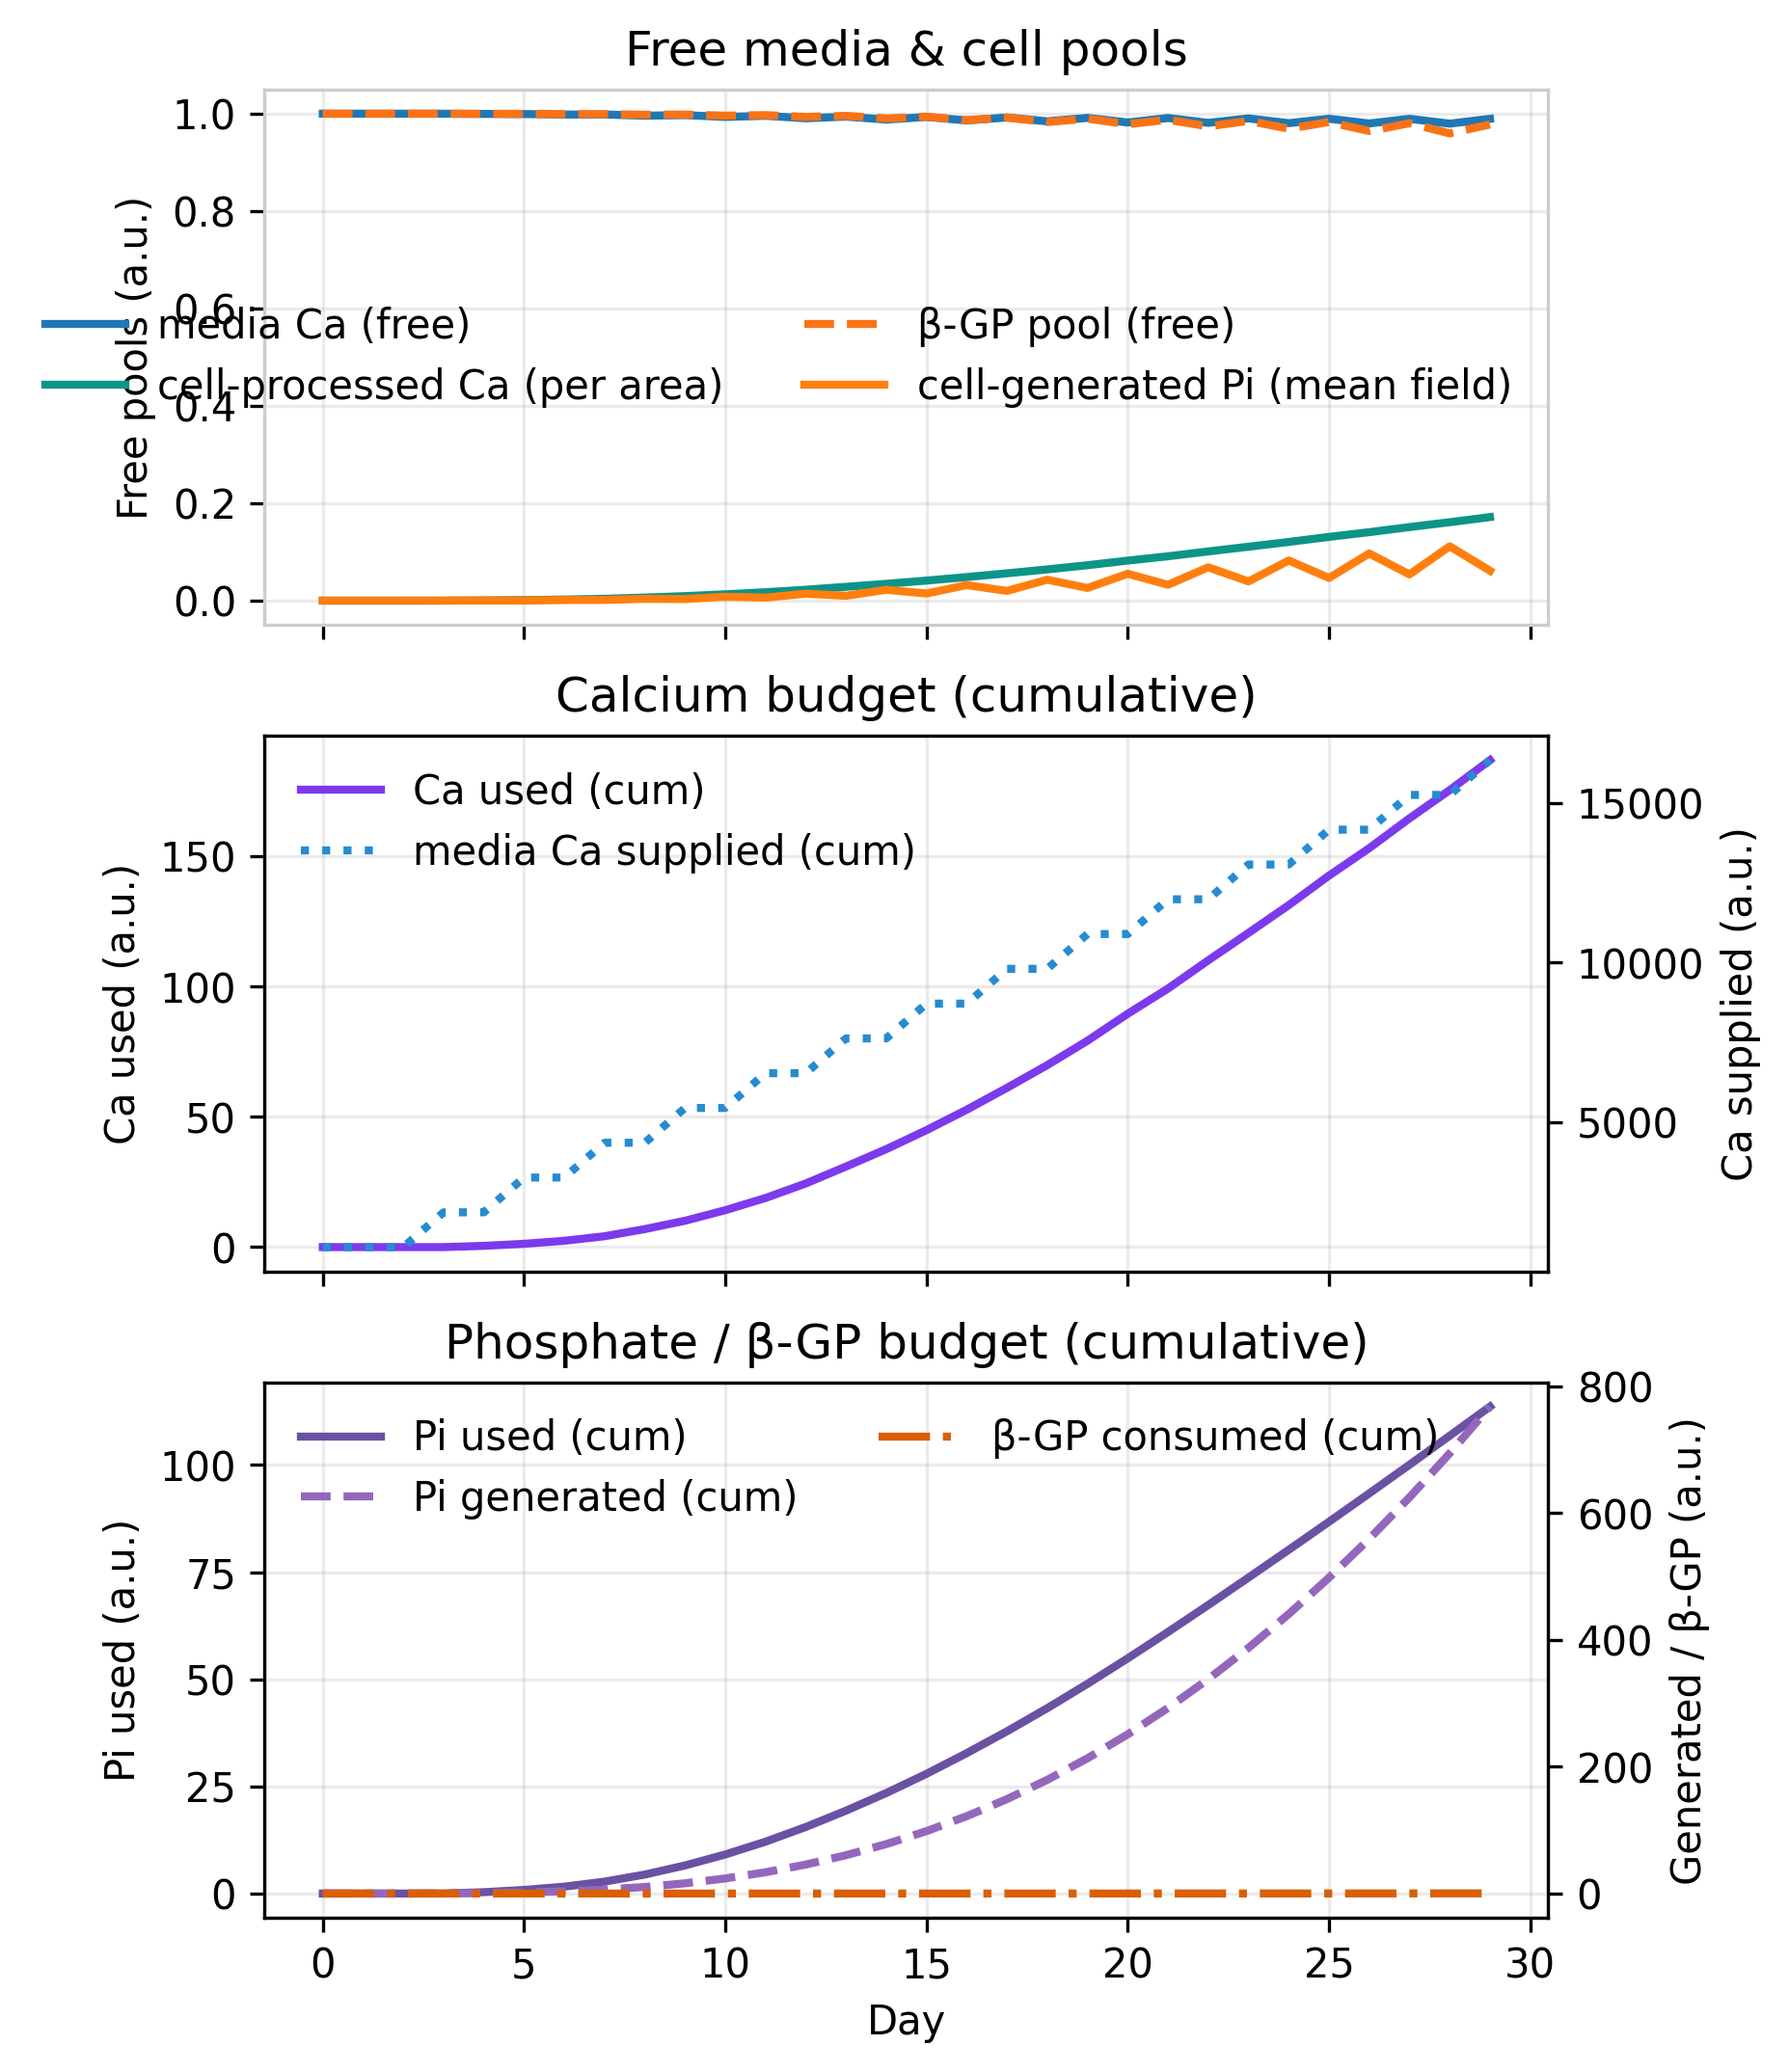 Free media & cell pools
Free pools (a.u.)
1.0
0.8
0.6
0.4
0.2
0.0
media Ca (free)
cell-processed Ca (per area)
β-GP pool (free)
cell-generated Pi (mean field)
Calcium budget (cumulative)
Ca used (a.u.)
150
100
50
0
Ca used (cum)
media Ca supplied (cum)
15000
10000
5000
Ca supplied (a.u.)
Phosphate / β-GP budget (cumulative)
Pi used (a.u.)
100
75
50
25
0
Pi used (cum)
Pi generated (cum)
β-GP consumed (cum)
800
600
400
200
0
Generated / β-GP (a.u.)
0 5 10 15 20 25 30
Day